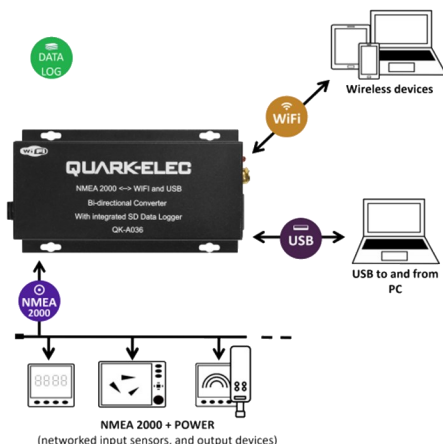 DATA
LOG
WiFi
Wireless devices
WiFi
QUARK-ELEC
NMEA 2000 <--> WIFI and USB
Bi-directional Converter
With integrated SD Data Logger
QK-A036
USB
USB to and from
PC
NMEA
2000
8888
NMEA 2000 + POWER
(networked input sensors, and output devices)